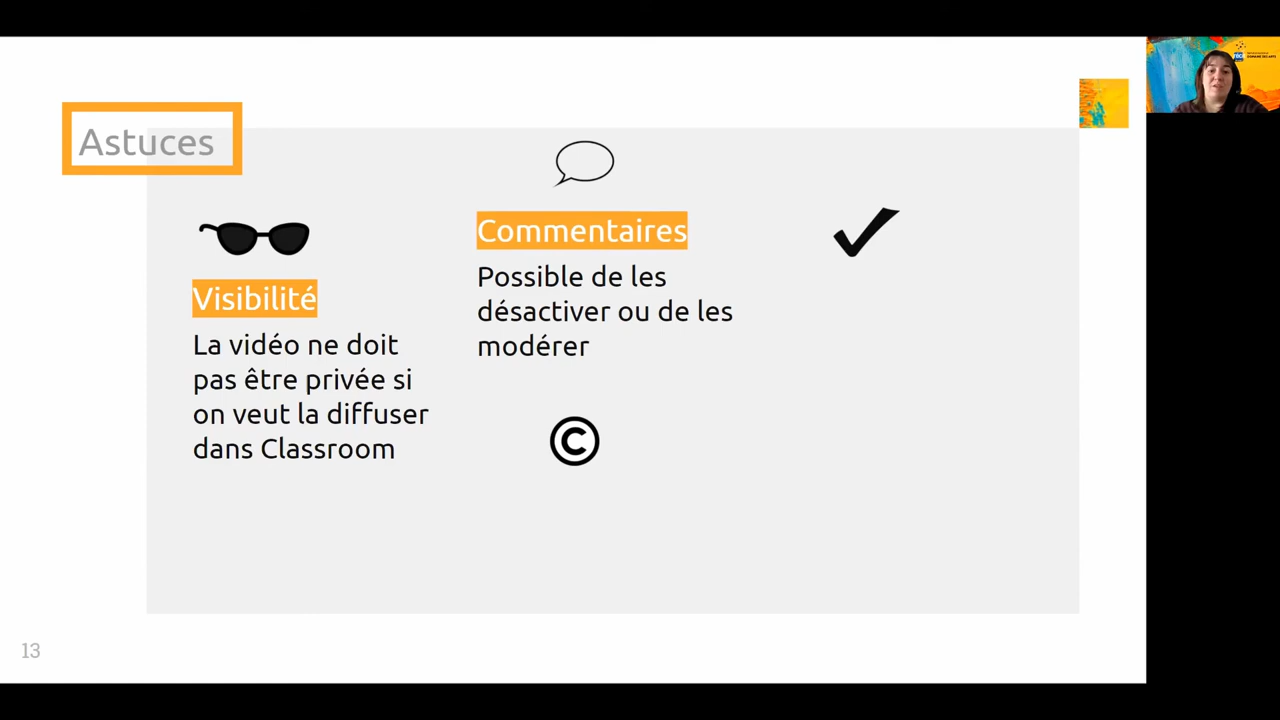 Astuces
Visibilité
La vidéo ne doit
pas être privée si
on veut la diffuser
dans Classroom
Commentaires
Possible de les
désactiver ou de les
modérer
©
13